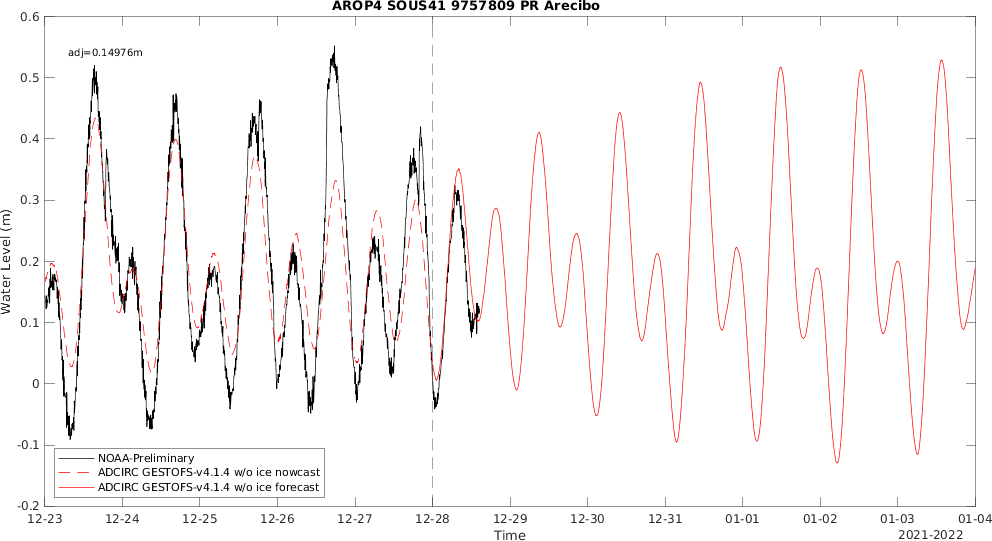 AROP4 SOUS41 9757809 PR Arecibo
adj=0.14976m
0.6
0.5
0.4
0.3
0.2
0.1
0
-0.1
-0.2
Water Level (m)
NOAA-Preliminary
ADCIRC GESTOFS-v4.1.4 w/o ice nowcast
ADCIRC GESTOFS-v4.1.4 w/o ice forecast
12-23 12-24 12-25 12-26 12-27 12-28 12-29 12-30 12-31 01-01 01-02 01-03 01-04
Time
2021-2022